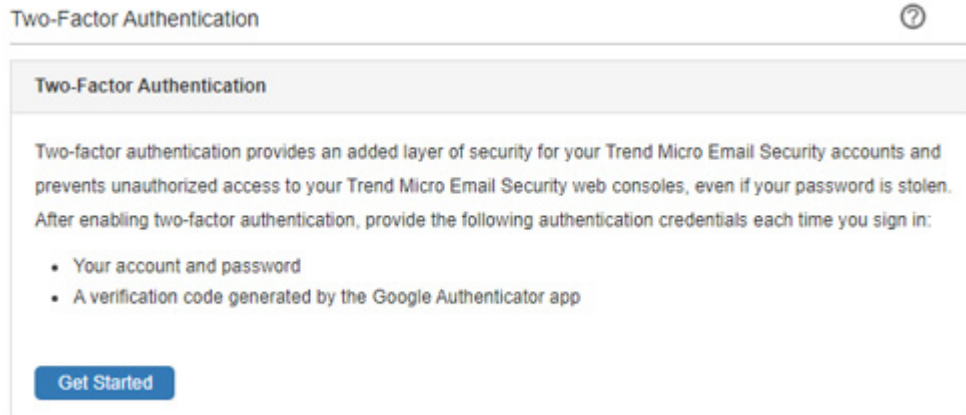 Two-Factor Authentication
Two-Factor Authentication
Two-factor authentication provides an added layer of security for your Trend Micro Email Security accounts and
prevents unauthorized access to your Trend Micro Email Security web consoles, even if your password is stolen.
After enabling two-factor authentication, provide the following authentication credentials each time you sign in:
• Your account and password
• A verification code generated by the Google Authenticator app
Get Started